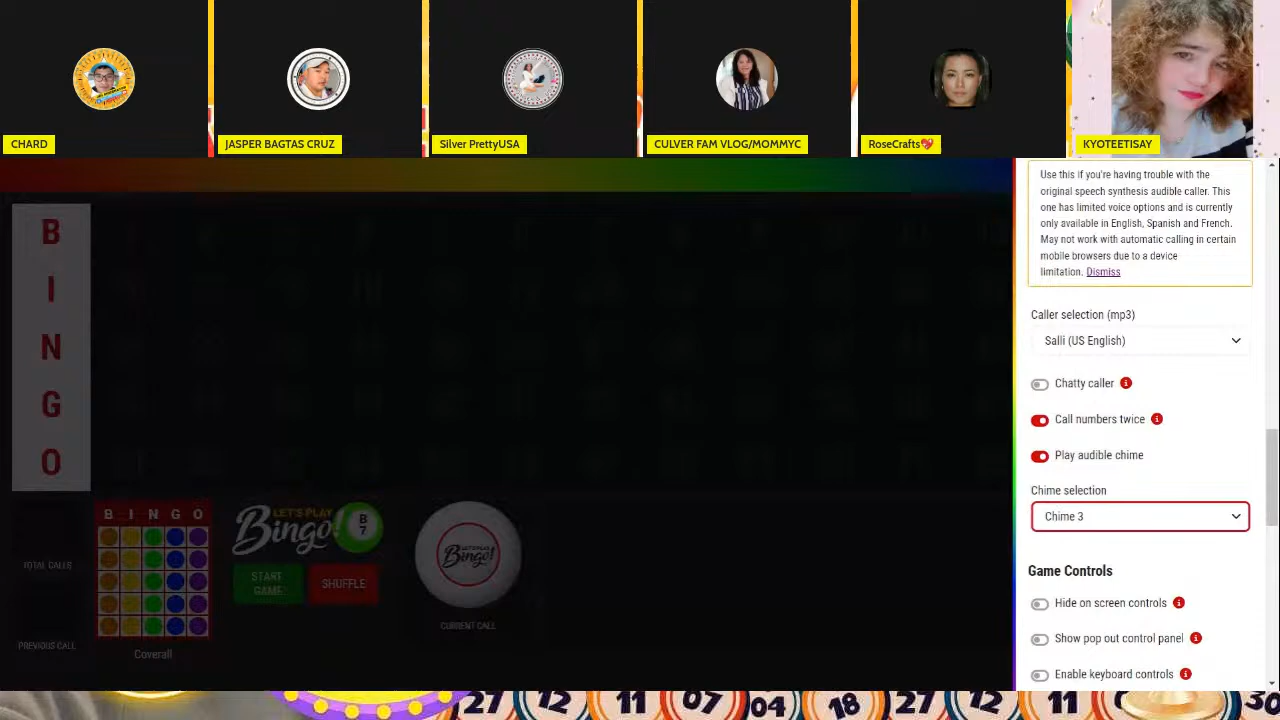 CHARD
JASPER BAGTAS CRUZ
Silver PrettyUSA
CULVER FAM VLOG/MOMMYC
RoseCrafts💖
KYOTEETISAY
B
I
N
G
O
TOTAL CALLS
PREVIOUS CALL
B I N G O
Coverall
LET'S PLAY
Bingo!
B
7
START
GAME
SHUFFLE
LET'S PLAY
Bingo!
CURRENT CALL
Use this if you're having trouble with the
original speech synthesis audible caller. This
one has limited voice options and is currently
only available in English, Spanish and French.
May not work with automatic calling in certain
mobile browsers due to a device
limitation. Dismiss
Caller selection (mp3)
Salli (US English)
Chatty caller
Call numbers twice
Play audible chime
Chime selection
Chime 3
Game Controls
Hide on screen controls
Show pop out control panel
Enable keyboard controls
27 12 11 07 04 18 27 12 11 30